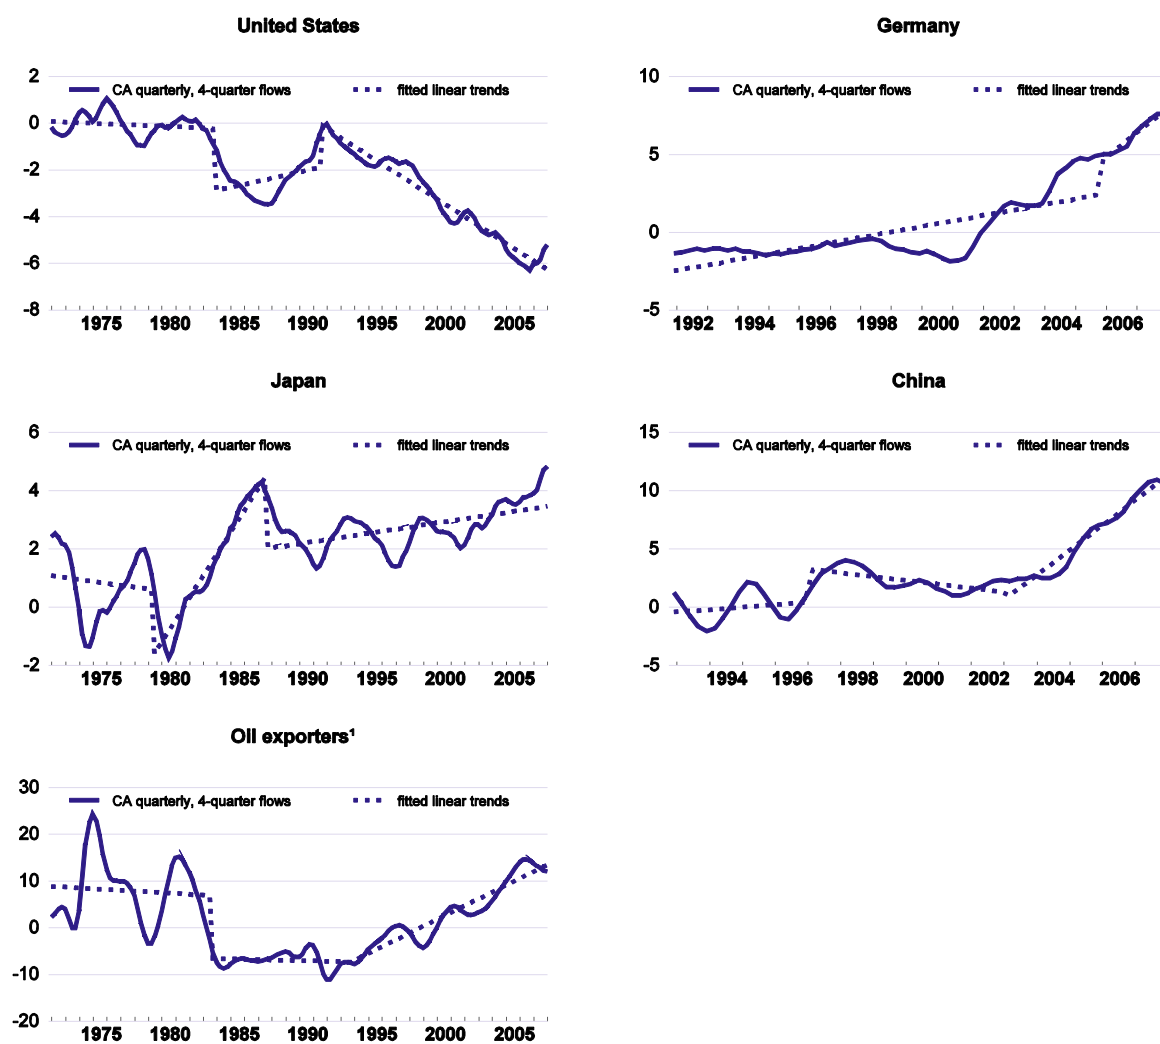 United States
2
CA quarterly, 4-quarter flows
fitted linear trends
0
-2
-4
-6
-8
1975 1980 1985 1990 1995 2000 2005
Germany
10
CA quarterly, 4-quarter flows
fitted linear trends
5
0
-5
1992 1994 1996 1998 2000 2002 2004 2006
Japan
6
CA quarterly, 4-quarter flows
fitted linear trends
4
2
0
-2
1975 1980 1985 1990 1995 2000 2005
China
15
CA quarterly, 4-quarter flows
fitted linear trends
10
5
0
-5
1994 1996 1998 2000 2002 2004 2006
Oil exporters¹
30
CA quarterly, 4-quarter flows
fitted linear trends
20
10
0
-10
-20
1975 1980 1985 1990 1995 2000 2005